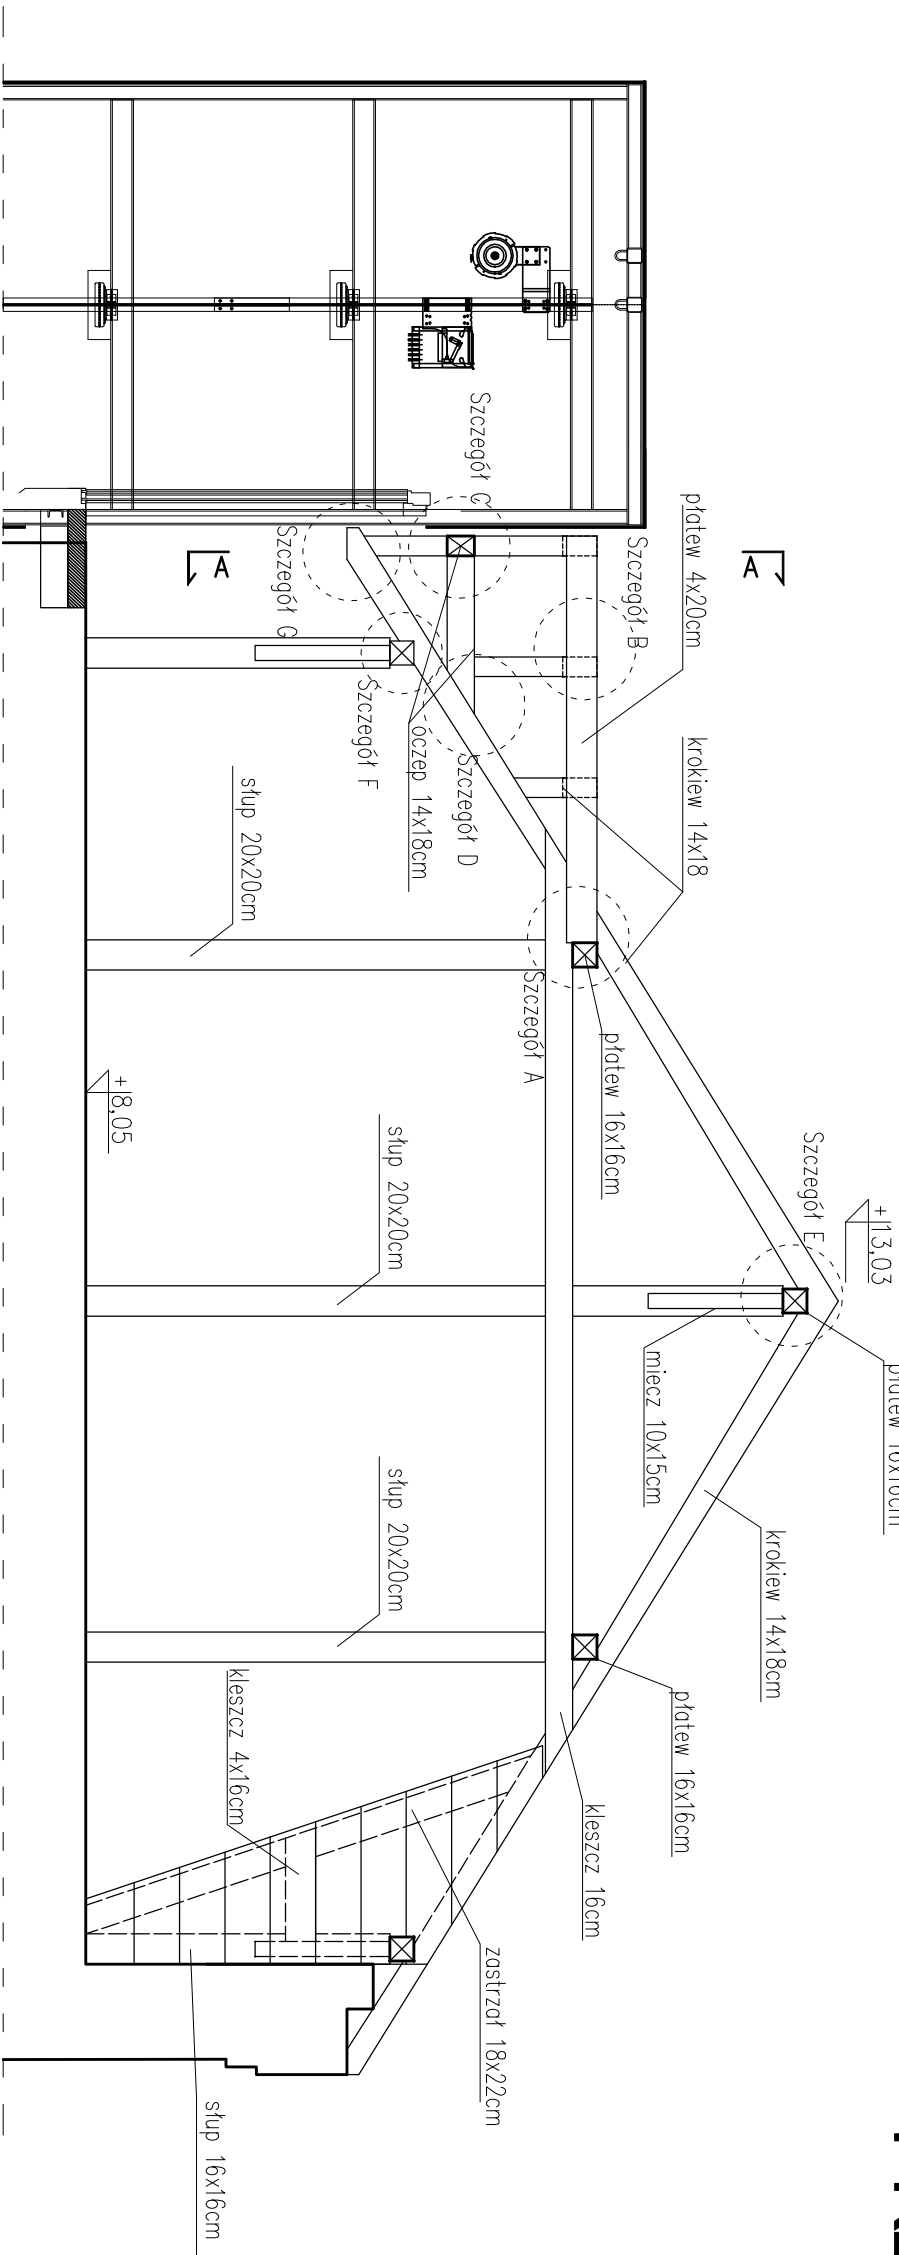 Szczegół C
płatew 4x20cm
Szczegół B
A
A
Szczegół G
Szczegół F
oczep 14x18cm
Szczegół D
krokiew 14x18
słup 20x20cm
Szczegół A
płatew 16x16cm
+8,05
słup 20x20cm
Szczegół E
+13,03
płatew 16x16cm
miecz 10x15cm
krokiew 14x18cm
słup 20x20cm
płatew 16x16cm
kleszcz 4x16cm
kleszcz 16cm
zastrzał 18x22cm
słup 16x16cm